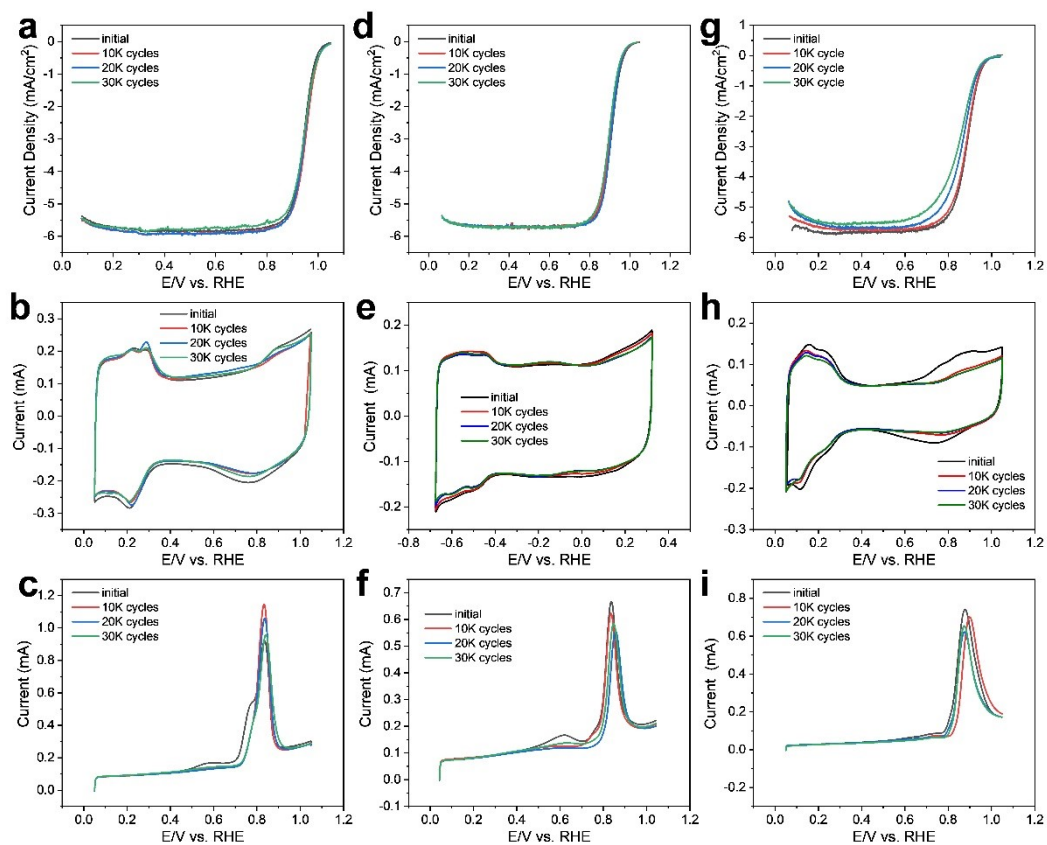 a
initial
10K cycles
20K cycles
30K cycles
Current Density (mA/cm²)
0
-1
-2
-3
-4
-5
-6
0.0 0.2 0.4 0.6 0.8 1.0
E/V vs. RHE
d
initial
10K cycles
20K cycles
30K cycles
Current Density (mA/cm²)
0
-1
-2
-3
-4
-5
-6
0.0 0.2 0.4 0.6 0.8 1.0
E/V vs. RHE
g
initial
10K cycle
20K cycle
30K cycle
Current Density (mA/cm²)
1
0
-1
-2
-3
-4
-5
-6
0.0 0.2 0.4 0.6 0.8 1.0 1.2
E/V vs. RHE
b
initial
10K cycles
20K cycles
30K cycles
Current (mA)
0.3
0.2
0.1
0.0
-0.1
-0.2
-0.3
0.0 0.2 0.4 0.6 0.8 1.0 1.2
E/V vs. RHE
e
initial
10K cycles
20K cycles
30K cycles
Current (mA)
0.2
0.1
0.0
-0.1
-0.2
-0.8 -0.6 -0.4 -0.2 0.0 0.2 0.4
E/V vs. RHE
h
initial
10K cycles
20K cycles
30K cycles
Current (mA)
0.2
0.1
0.0
-0.1
-0.2
-0.3
0.0 0.2 0.4 0.6 0.8 1.0 1.2
E/V vs. RHE
c
initial
10K cycles
20K cycles
30K cycles
Current (mA)
1.2
1.0
0.8
0.6
0.4
0.2
0.0
0.0 0.2 0.4 0.6 0.8 1.0 1.2
E/V vs. RHE
f
initial
10K cycles
20K cycles
30K cycles
Current (mA)
0.7
0.6
0.5
0.4
0.3
0.2
0.1
0.0
-0.1
0.0 0.2 0.4 0.6 0.8 1.0
E/V vs. RHE
i
initial
10K cycles
20K cycles
30K cycles
Current (mA)
0.8
0.6
0.4
0.2
0.0
-0.2
0.0 0.2 0.4 0.6 0.8 1.0 1.2
E/V vs. RHE